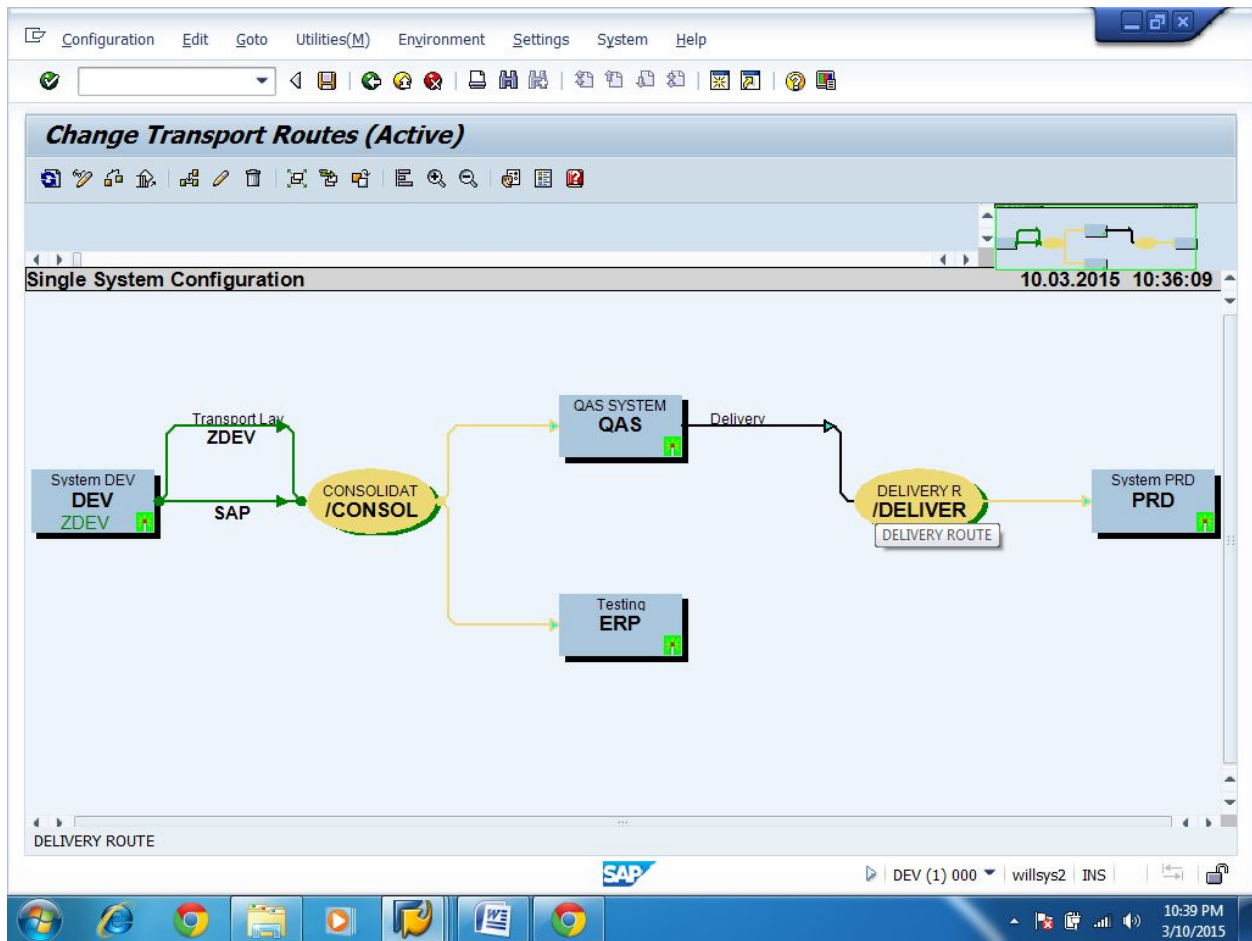 Configuration Edit Goto Utilities(M) Environment Settings System Help
Change Transport Routes (Active)
Single System Configuration 10.03.2015 10:36:09
Transport Lay
ZDEV
System DEV
DEV
ZDEV
SAP
CONSOLIDAT
/CONSOL
QAS SYSTEM
QAS
Delivery
Testing
ERP
DELIVERY R
/DELIVER
DELIVERY ROUTE
System PRD
PRD
DELIVERY ROUTE
SAP
DEV (1) 000 willsys2 INS
10:39 PM
3/10/2015